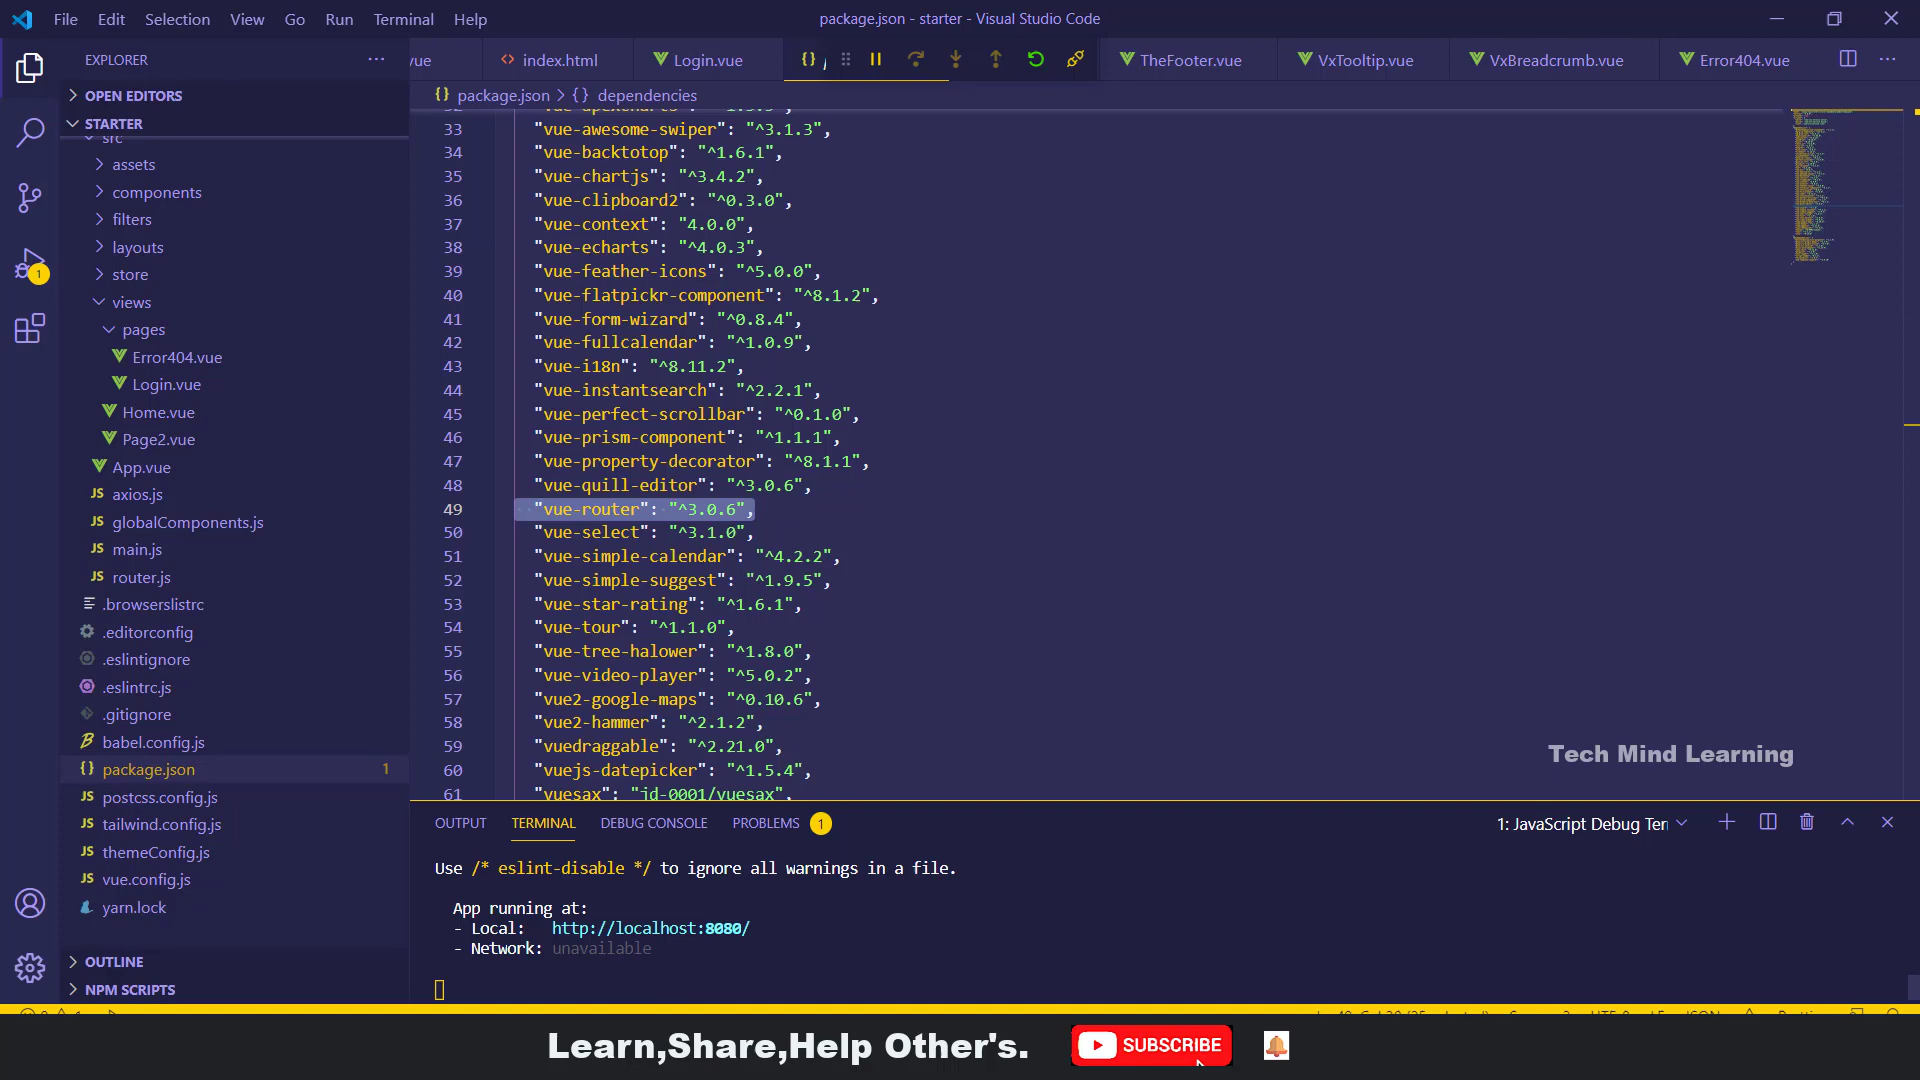 File Edit Selection View Go Run Terminal Help
package.json - starter - Visual Studio Code
EXPLORER
vue
index.html
Login.vue
TheFooter.vue
VxTooltip.vue
VxBreadcrumb.vue
Error404.vue
OPEN EDITORS
STARTER
src
assets
components
filters
layouts
store
views
pages
Error404.vue
Login.vue
Home.vue
Page2.vue
App.vue
JS axios.js
JS globalComponents.js
JS main.js
JS router.js
.browserslistrc
.editorconfig
.eslintignore
.eslintrc.js
.gitignore
babel.config.js
{} package.json 1
JS postcss.config.js
JS tailwind.config.js
JS themeConfig.js
JS vue.config.js
yarn.lock
OUTLINE
NPM SCRIPTS
1
{} package.json > {} dependencies
33 "vue-awesome-swiper": "^3.1.3",
34 "vue-backtotop": "^1.6.1",
35 "vue-chartjs": "^3.4.2",
36 "vue-clipboard2": "^0.3.0",
37 "vue-context": "4.0.0",
38 "vue-echarts": "^4.0.3",
39 "vue-feather-icons": "^5.0.0",
40 "vue-flatpickr-component": "^8.1.2",
41 "vue-form-wizard": "^0.8.4",
42 "vue-fullcalendar": "^1.0.9",
43 "vue-i18n": "^8.11.2",
44 "vue-instantsearch": "^2.2.1",
45 "vue-perfect-scrollbar": "^0.1.0",
46 "vue-prism-component": "^1.1.1",
47 "vue-property-decorator": "^8.1.1",
48 "vue-quill-editor": "^3.0.6",
49 "vue-router": "^3.0.6",
50 "vue-select": "^3.1.0",
51 "vue-simple-calendar": "^4.2.2",
52 "vue-simple-suggest": "^1.9.5",
53 "vue-star-rating": "^1.6.1",
54 "vue-tour": "^1.1.0",
55 "vue-tree-halower": "^1.8.0",
56 "vue-video-player": "^5.0.2",
57 "vue2-google-maps": "^0.10.6",
58 "vue2-hammer": "^2.1.2",
59 "vuedraggable": "^2.21.0",
60 "vuejs-datepicker": "^1.5.4",
61 "vuesax": "jd-0001/vuesax",
Tech Mind Learning
OUTPUT TERMINAL DEBUG CONSOLE PROBLEMS 1
1: JavaScript Debug Ter
Use /* eslint-disable */ to ignore all warnings in a file.
App running at:
- Local: http://localhost:8080/
- Network: unavailable
Learn,Share,Help Other's.
SUBSCRIBE